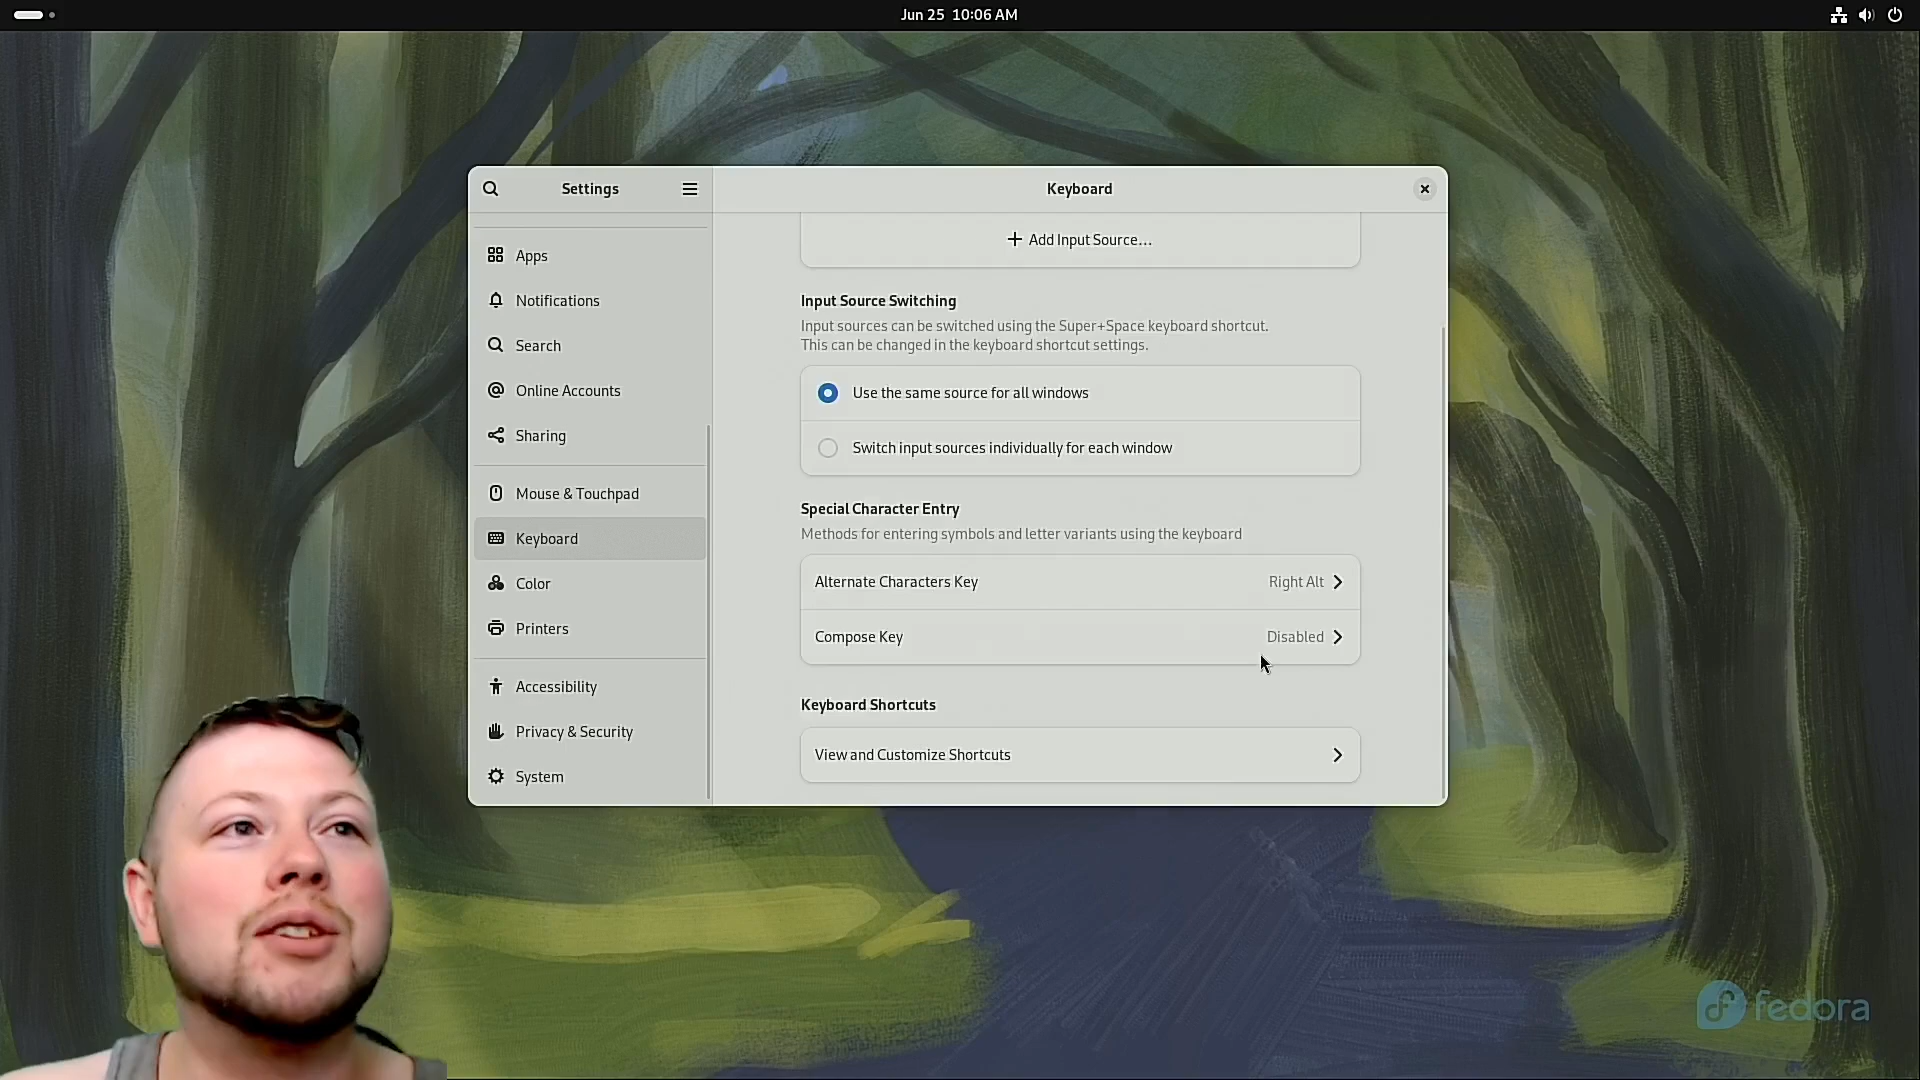 Jun 25 10:06 AM
Settings
Keyboard
Apps
Notifications
Search
Online Accounts
Sharing
Mouse & Touchpad
Keyboard
Color
Printers
Accessibility
Privacy & Security
System
Add Input Source…
Input Source Switching
Input sources can be switched using the Super+Space keyboard shortcut.
This can be changed in the keyboard shortcut settings.
Use the same source for all windows
Switch input sources individually for each window
Special Character Entry
Methods for entering symbols and letter variants using the keyboard
Alternate Characters Key Right Alt
Compose Key Disabled
Keyboard Shortcuts
View and Customize Shortcuts
fedora